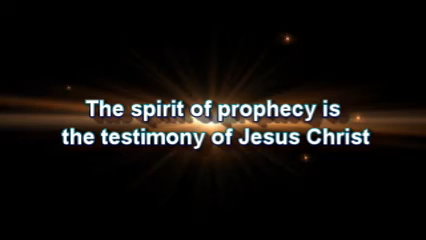 The spirit of prophecy is
the testimony of Jesus Christ